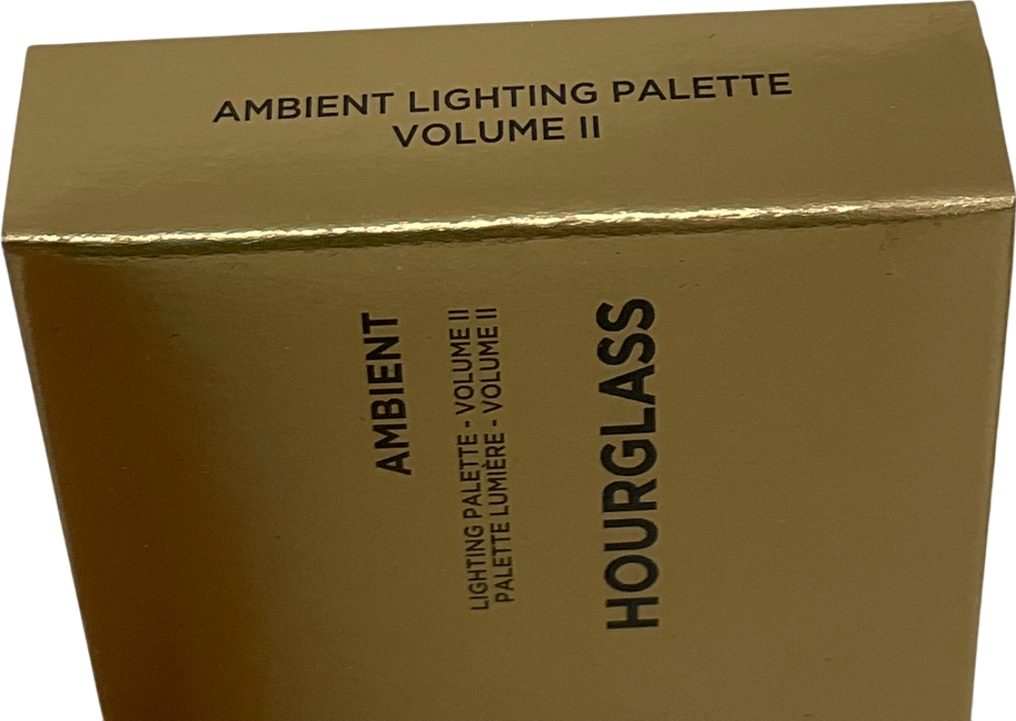 AMBIENT LIGHTING PALETTE
VOLUME II
AMBIENT
LIGHTING PALETTE - VOLUME II
PALETTE LUMIÈRE - VOLUME II
HOURGLASS